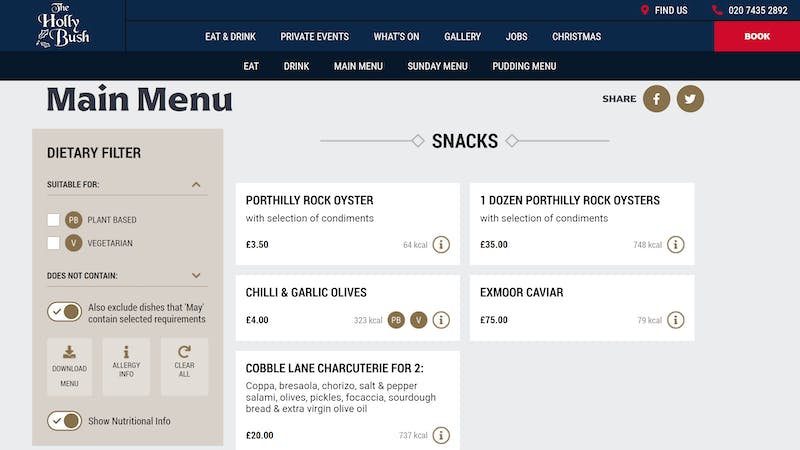 The
Holly
Bush
FIND US
020 7435 2892
EAT & DRINK
PRIVATE EVENTS
WHAT'S ON
GALLERY
JOBS
CHRISTMAS
BOOK
EAT
DRINK
MAIN MENU
SUNDAY MENU
PUDDING MENU
Main Menu
SHARE
DIETARY FILTER
SUITABLE FOR:
PB PLANT BASED
V VEGETARIAN
DOES NOT CONTAIN:
Also exclude dishes that 'May'
contain selected requirements
DOWNLOAD
MENU
ALLERGY
INFO
CLEAR
ALL
Show Nutritional Info
SNACKS
PORTHILLY ROCK OYSTER
with selection of condiments
£3.50
64 kcal
1 DOZEN PORTHILLY ROCK OYSTERS
with selection of condiments
£35.00
748 kcal
CHILLI & GARLIC OLIVES
£4.00
323 kcal PB V
EXMOOR CAVIAR
£75.00
79 kcal
COBBLE LANE CHARCUTERIE FOR 2:
Coppa, bresaola, chorizo, salt & pepper
salami, olives, pickles, focaccia, sourdough
bread & extra virgin olive oil
£20.00
737 kcal